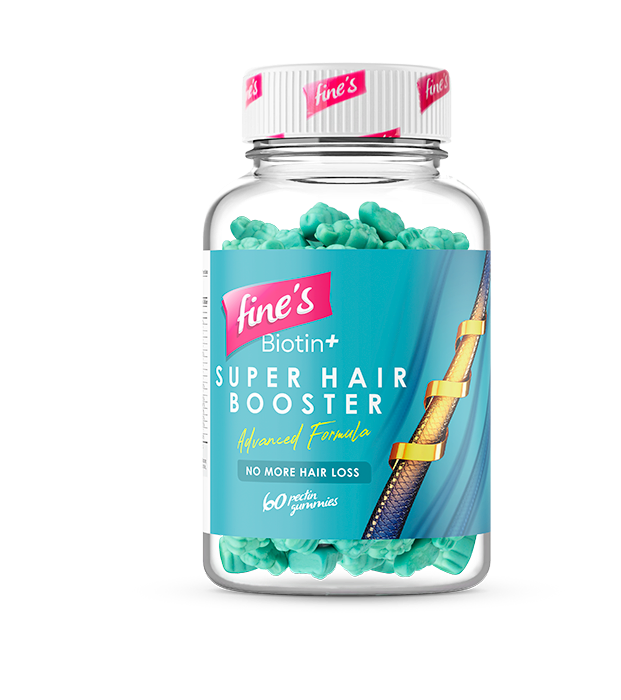 fine's
fine's
fine's
fine's
Biotin+
SUPER HAIR
BOOSTER
Advanced Formula
NO MORE HAIR LOSS
60 pectin
gummies